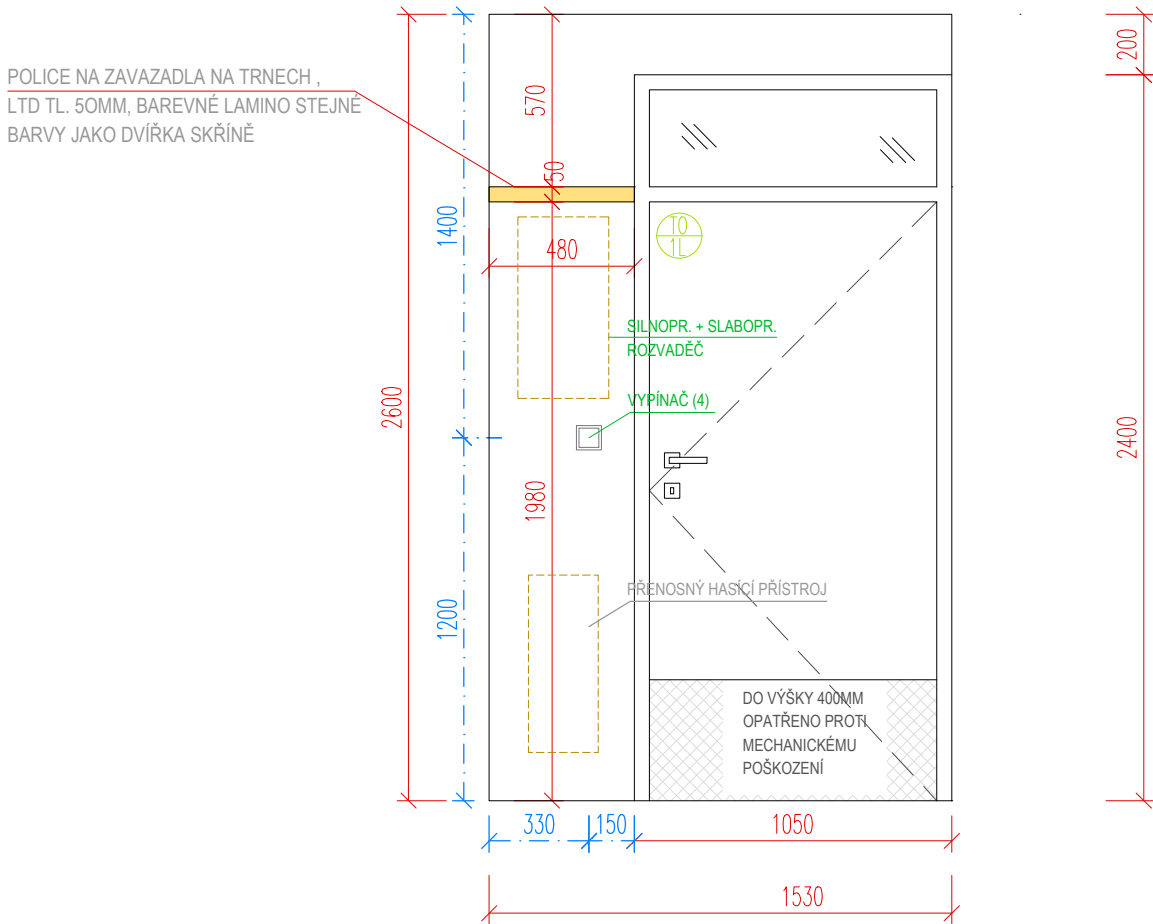 POLICE NA ZAVAZADLA NA TRNECH ,
LTD TL. 50MM, BAREVNÉ LAMINO STEJNÉ
BARVY JAKO DVÍŘKA SKŘÍNĚ
570
50
200
1400
480
TO
1L
SILNOPR. + SLABOPR.
ROZVADĚČ
VYPÍNAČ (4)
2600
2400
1980
PŘENOSNÝ HASÍCÍ PŘÍSTROJ
1200
DO VÝŠKY 400MM
OPATŘENO PROTI
MECHANICKÉMU
POŠKOZENÍ
330
150
1050
1530